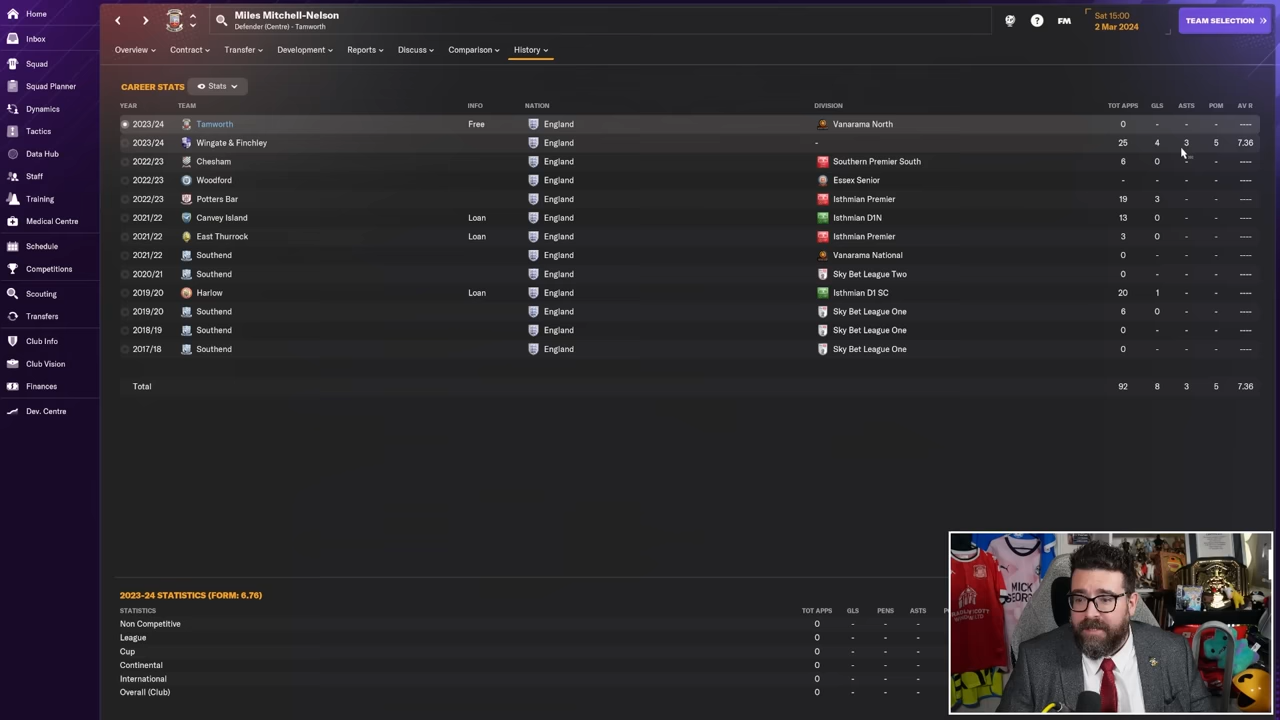 Home
Inbox
Squad
Squad Planner
Dynamics
Tactics
Data Hub
Staff
Training
Medical Centre
Schedule
Competitions
Scouting
Transfers
Club Info
Club Vision
Finances
Dev. Centre
Miles Mitchell-Nelson
Defender (Centre) - Tamworth
? FM Sat 15:00
2 Mar 2024
TEAM SELECTION
Overview Contract Transfer Development Reports Discuss Comparison History
CAREER STATS Stats
YEAR TEAM INFO NATION DIVISION TOT APPS GLS ASTS POM AV R
2023/24 Tamworth Free England Vanarama North 0 - - - ----
2023/24 Wingate & Finchley England - 25 4 3 5 7.36
2022/23 Chesham England Southern Premier South 6 0 - - ----
2022/23 Woodford England Essex Senior - - - - ----
2022/23 Potters Bar England Isthmian Premier 19 3 - - ----
2021/22 Canvey Island Loan England Isthmian D1N 13 0 - - ----
2021/22 East Thurrock Loan England Isthmian Premier 3 0 - - ----
2021/22 Southend England Vanarama National 0 - - - ----
2020/21 Southend England Sky Bet League Two 0 - - - ----
2019/20 Harlow Loan England Isthmian D1 SC 20 1 - - ----
2019/20 Southend England Sky Bet League One 6 0 - - ----
2018/19 Southend England Sky Bet League One 0 - - - ----
2017/18 Southend England Sky Bet League One 0 - - - ----
Total 92 8 3 5 7.36
2023-24 STATISTICS (FORM: 6.76)
STATISTICS TOT APPS GLS PENS ASTS
Non Competitive 0 - - -
League 0 - - -
Cup 0 - - -
Continental 0 - - -
International 0 - - -
Overall (Club) 0 - - -
MICK
GEORGE